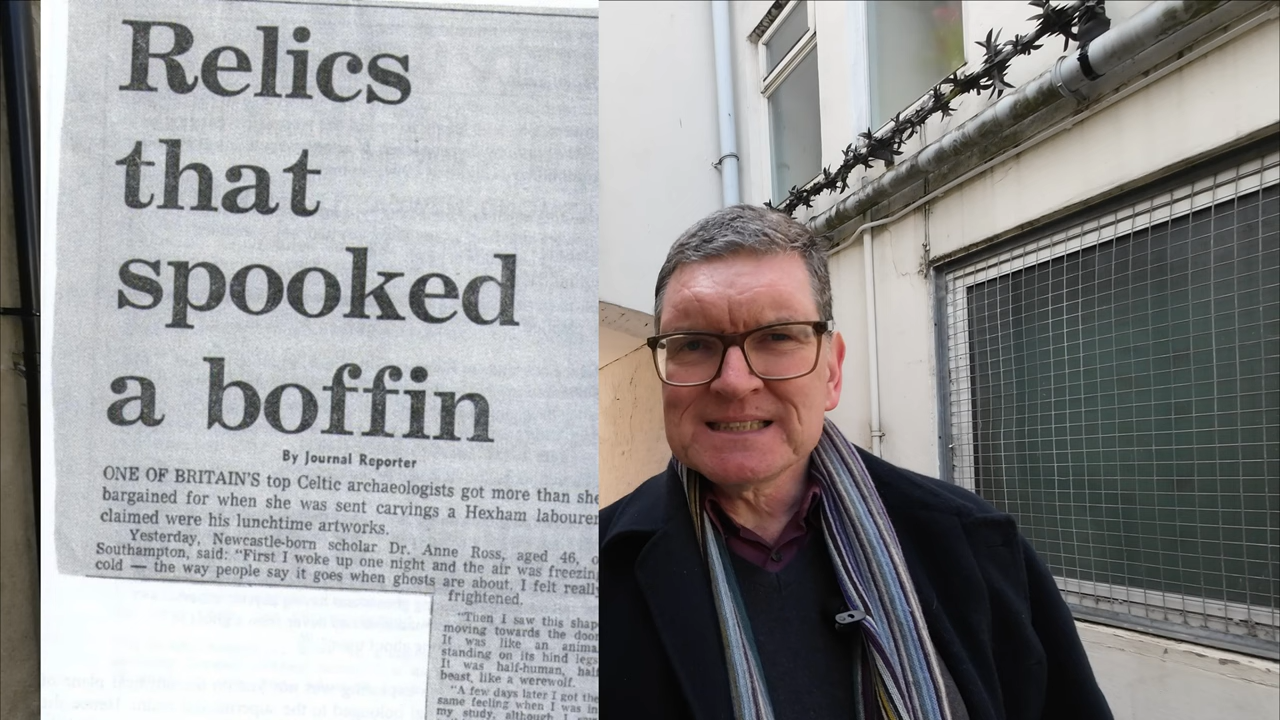 Relics
that
spooked
a boffin
By Journal Reporter
ONE OF BRITAIN'S top Celtic archaeologists got more than she
bargained for when she was sent carvings a Hexham labourer
claimed were his lunchtime artworks.
Yesterday, Newcastle-born scholar Dr. Anne Ross, aged 46, o
Southampton, said: "First I woke up one night and the air was freezing
cold — the way people say it goes when ghosts are about. I felt really
frightened.
"Then I saw this shap
moving towards the door
It was like an anima
standing on its hind legs
It was half-human, half
beast, like a werewolf.
"A few days later I got the
same feeling when I was in
my study, although I